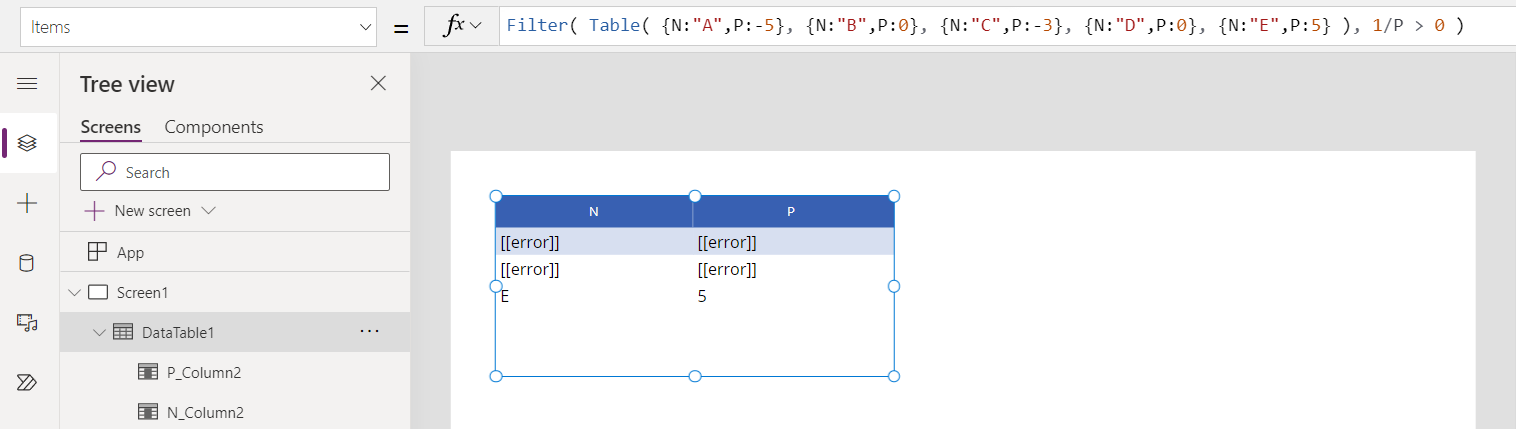 Items = fx Filter( Table( {N:"A",P:-5}, {N:"B",P:0}, {N:"C",P:-3}, {N:"D",P:0}, {N:"E",P:5} ), 1/P > 0 )
Tree view
Screens Components
Search
New screen
App
Screen1
DataTable1 ...
P_Column2
N_Column2
N P
[[error]] [[error]]
[[error]] [[error]]
E 5